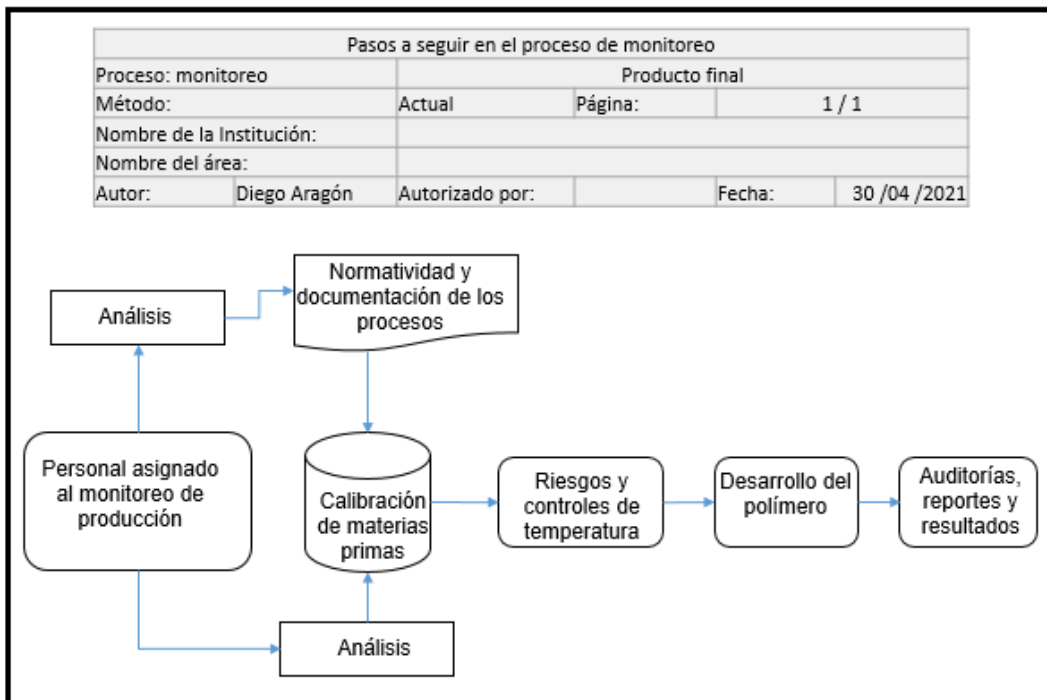 Pasos a seguir en el proceso de monitoreo
Proceso: monitoreo Producto final
Método: Actual Página: 1 / 1
Nombre de la Institución:
Nombre del área:
Autor: Diego Aragón Autorizado por: Fecha: 30 /04 /2021
Normatividad y
documentación de los
procesos
Análisis
Personal asignado
al monitoreo de
producción
Calibración
de materias
primas
Riesgos y
controles de
temperatura
Desarrollo del
polímero
Auditorías,
reportes y
resultados
Análisis